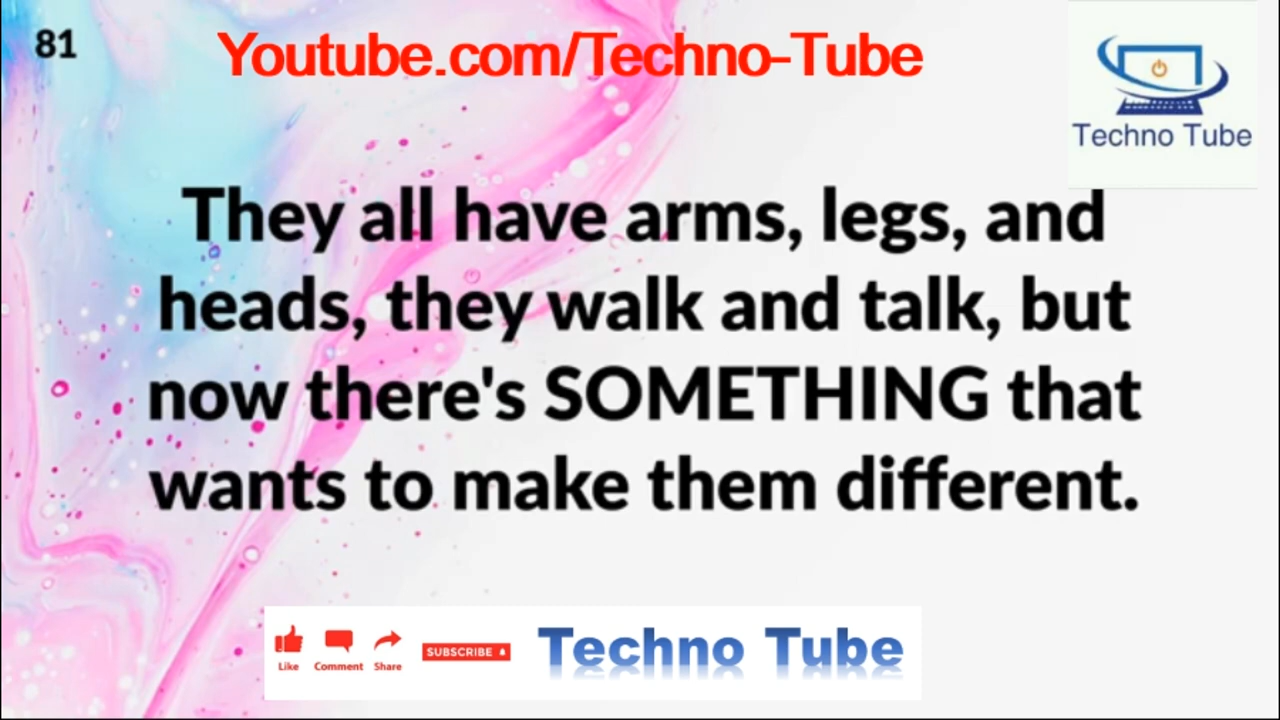 81
Youtube.com/Techno-Tube
Techno Tube
They all have arms, legs, and
heads, they walk and talk, but
now there's SOMETHING that
wants to make them different.
Like Comment Share SUBSCRIBE Techno Tube